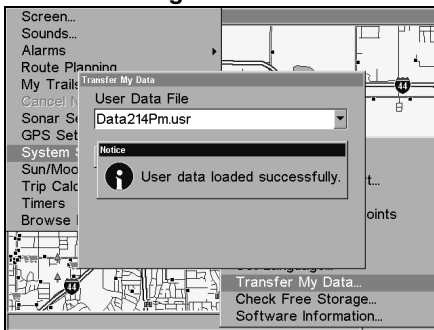 Screen...
Sounds...
Alarms
Route Planning
My Trails
Cancel N
Sonar Se
GPS Set
System S
Sun/Moo
Trip Calc
Timers
Browse
Transfer My Data
User Data File
Data214Pm.usr
Notice
User data loaded successfully.
t...
oints
44
44
Transfer My Data...
Check Free Storage...
Software Information...